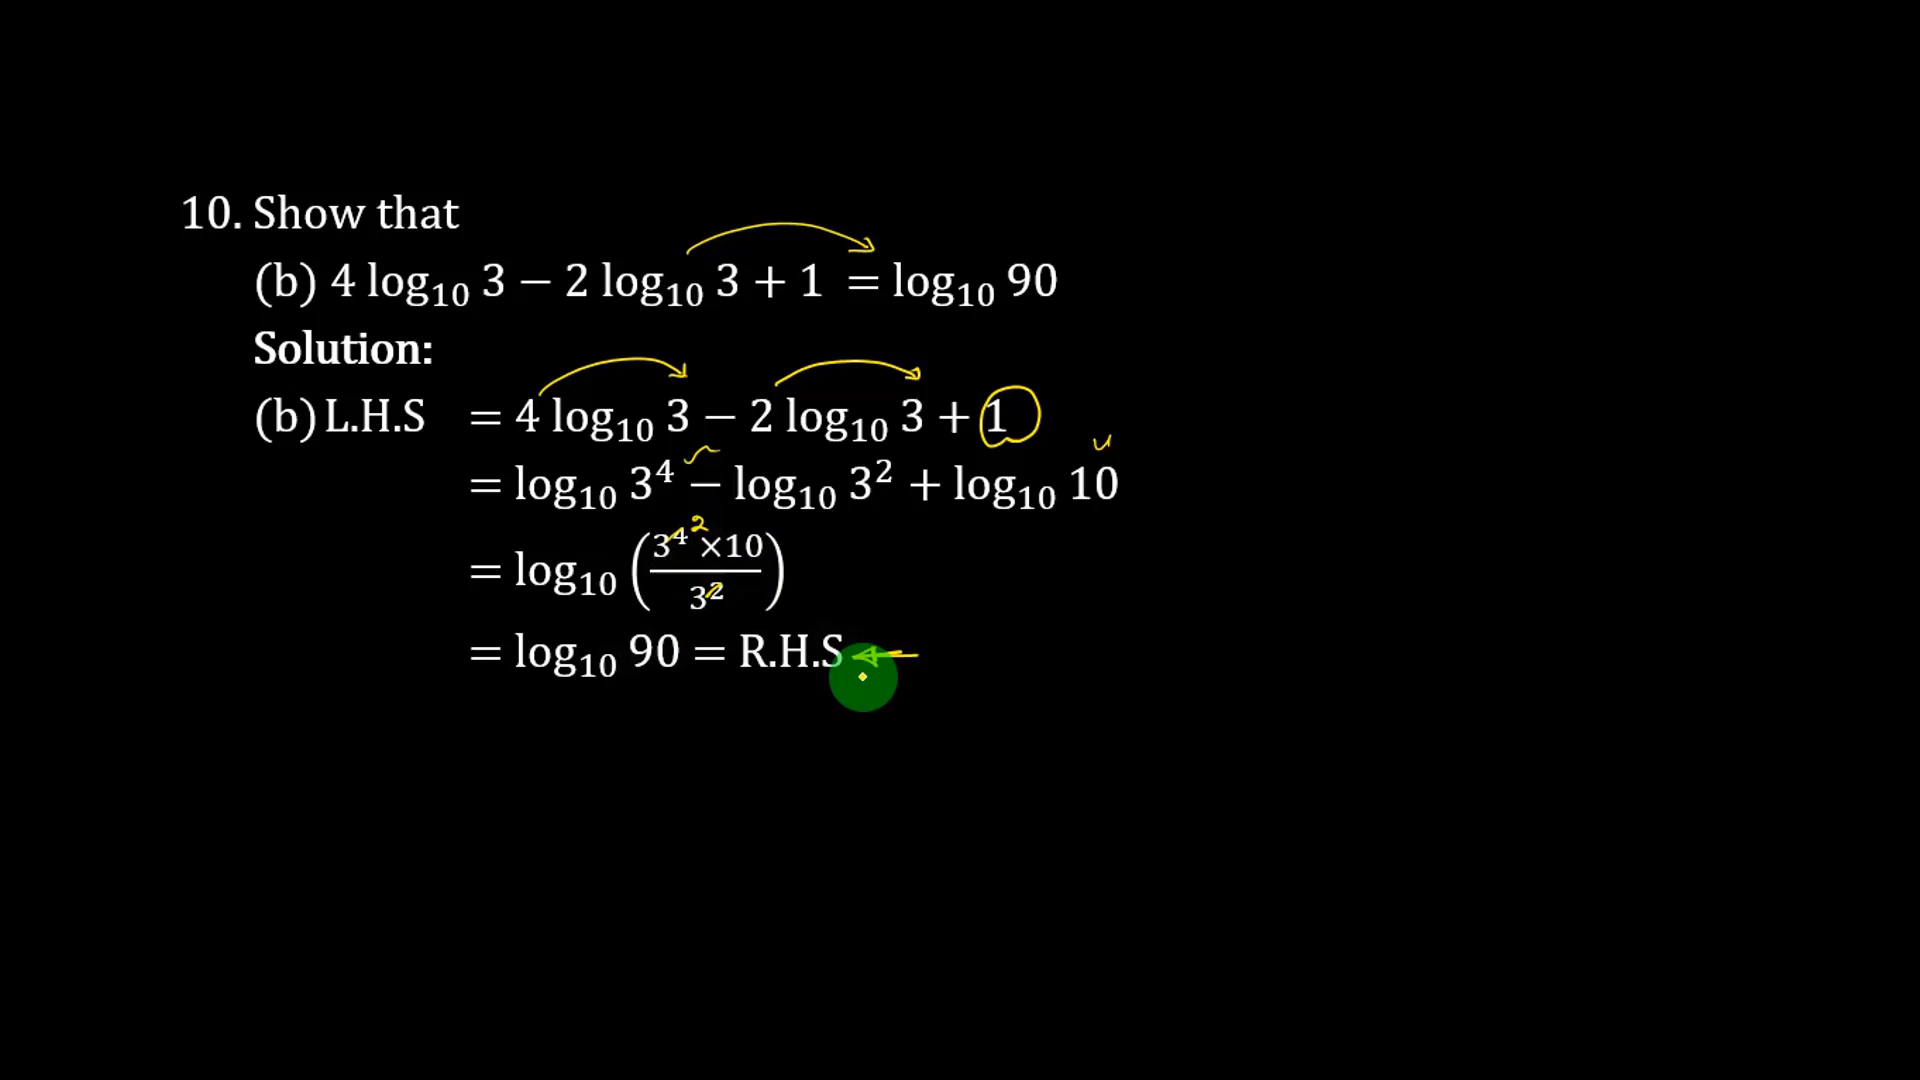 10. Show that
(b) 4 log₁₀ 3 − 2 log₁₀ 3 + 1 = log₁₀ 90
Solution:
(b) L.H.S = 4 log₁₀ 3 − 2 log₁₀ 3 + 1
= log₁₀ 3⁴ − log₁₀ 3² + log₁₀ 10
= log₁₀ (3⁴ ² ×10 / 3²)
= log₁₀ 90 = R.H.S